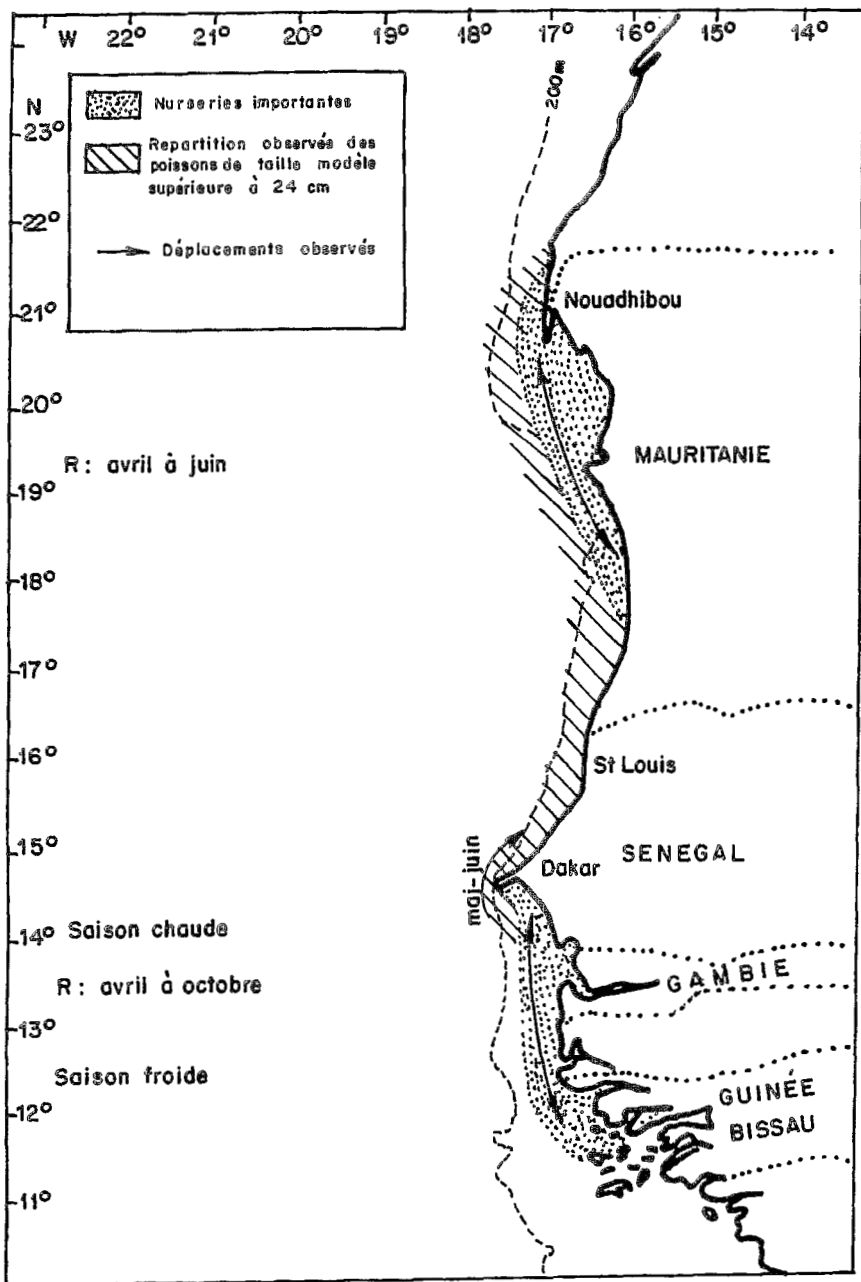 W 22° 21° 20° 19° 18° 17° 16° 15° 14°
N
23°
22°
21°
20°
19°
18°
17°
16°
15°
14°
13°
12°
11°
Nurseries importantes
Repartition observés des
poissons de taille modèle
supérieure à 24 cm
Déplacements observés
200m
Nouadhibou
R: avril à juin
MAURITANIE
St Louis
SENEGAL
Dakar
mai-juin
Saison chaude
GAMBIE
R: avril à octobre
Saison froide
GUINÉE
BISSAU